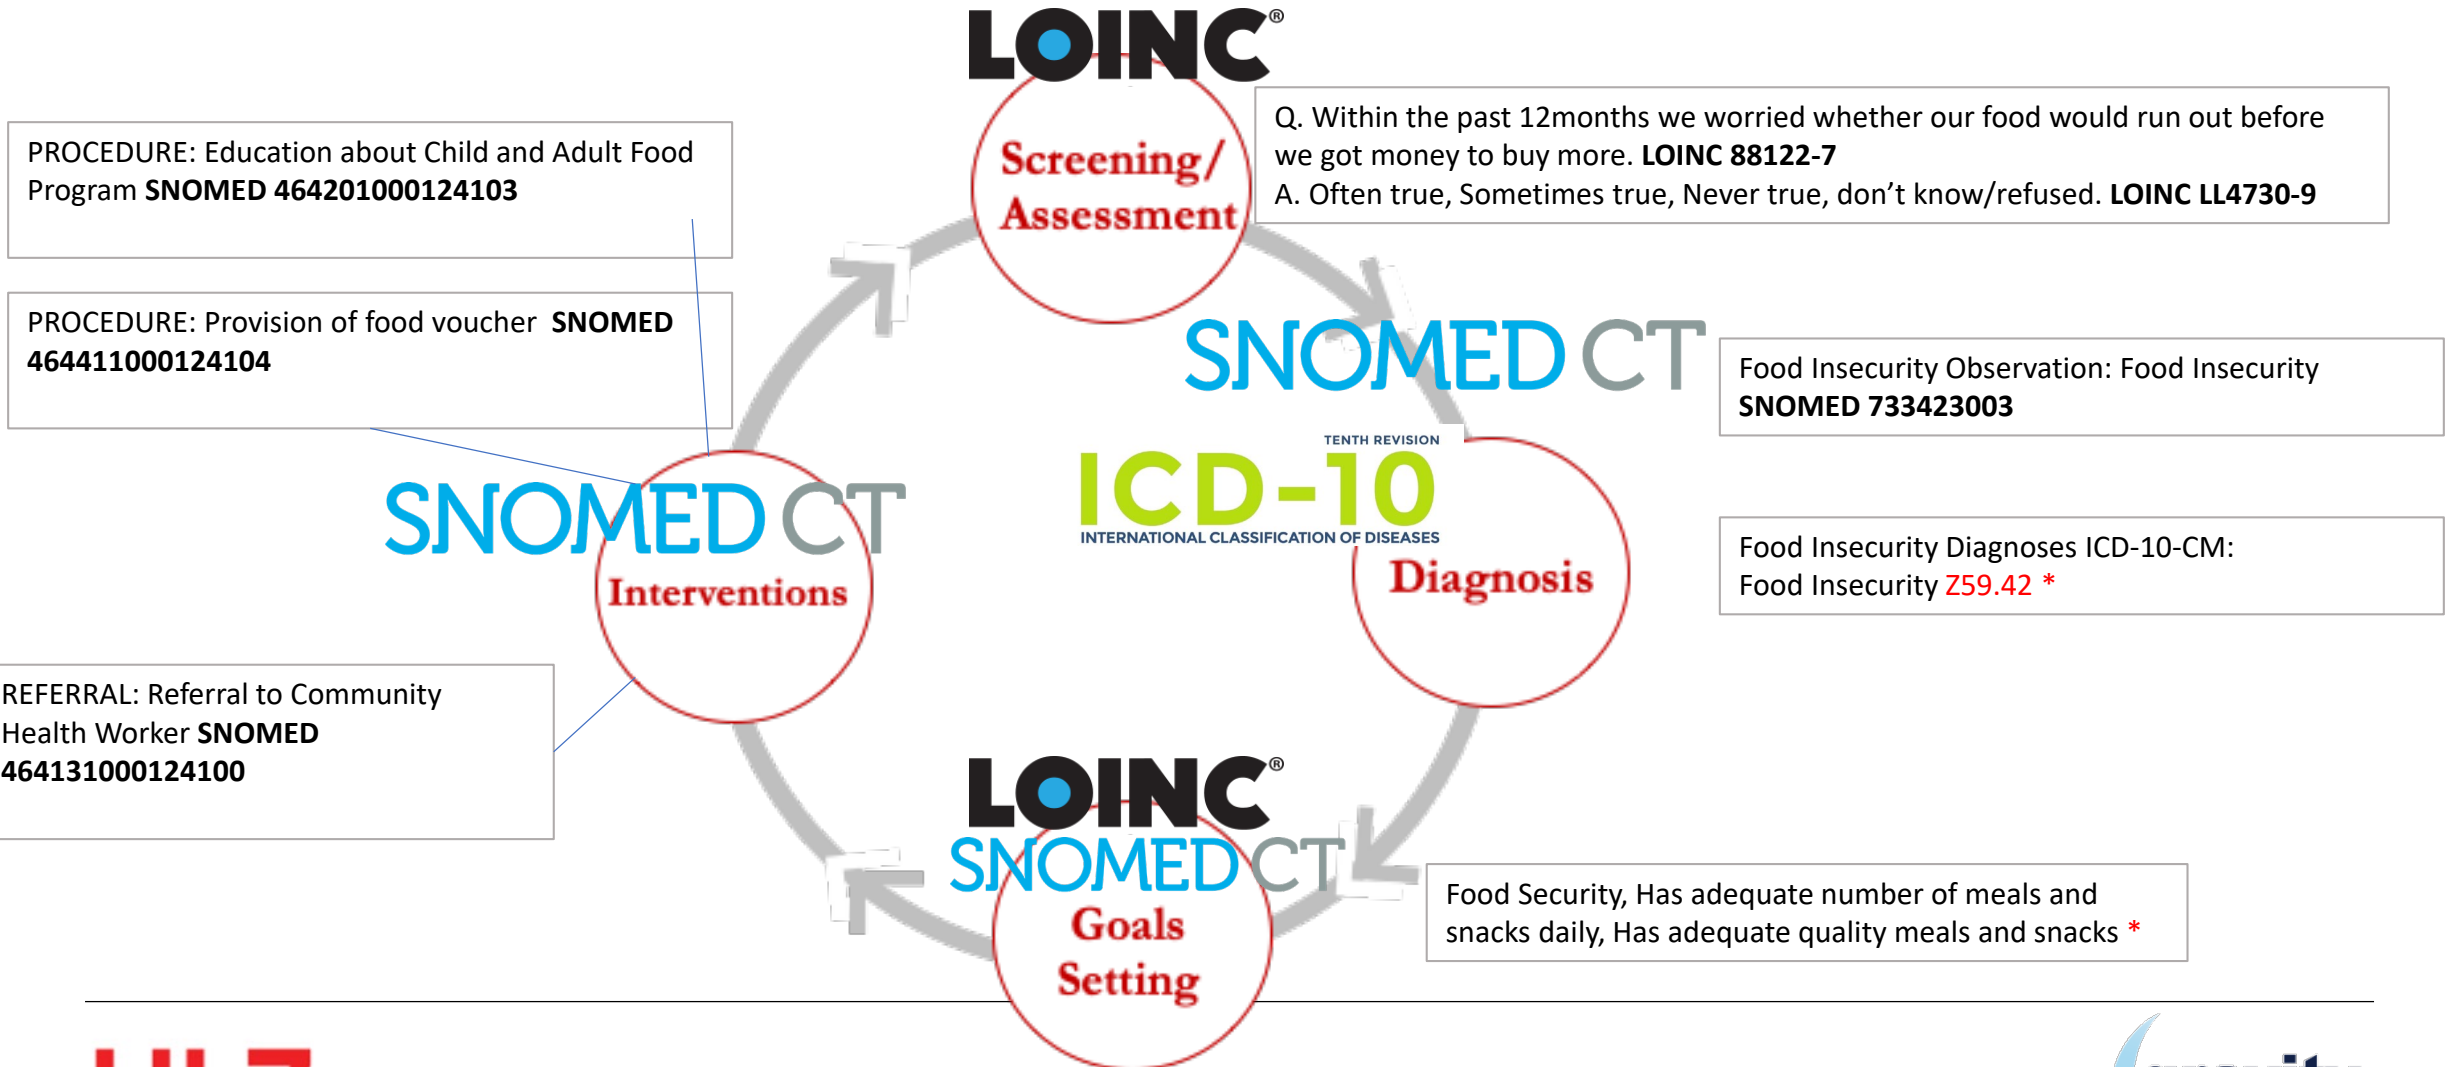 LOINC®
Screening/
Assessment
Q. Within the past 12months we worried whether our food would run out before
we got money to buy more. LOINC 88122-7
A. Often true, Sometimes true, Never true, don’t know/refused. LOINC LL4730-9
PROCEDURE: Education about Child and Adult Food
Program SNOMED 464201000124103
PROCEDURE: Provision of food voucher SNOMED
464411000124104
SNOMED CT
Food Insecurity Observation: Food Insecurity
SNOMED 733423003
TENTH REVISION
ICD-10
INTERNATIONAL CLASSIFICATION OF DISEASES
Diagnosis
Food Insecurity Diagnoses ICD-10-CM:
Food Insecurity Z59.42 *
SNOMED CT
Interventions
REFERRAL: Referral to Community
Health Worker SNOMED
464131000124100
LOINC®
SNOMED CT
Goals
Setting
Food Security, Has adequate number of meals and
snacks daily, Has adequate quality meals and snacks *